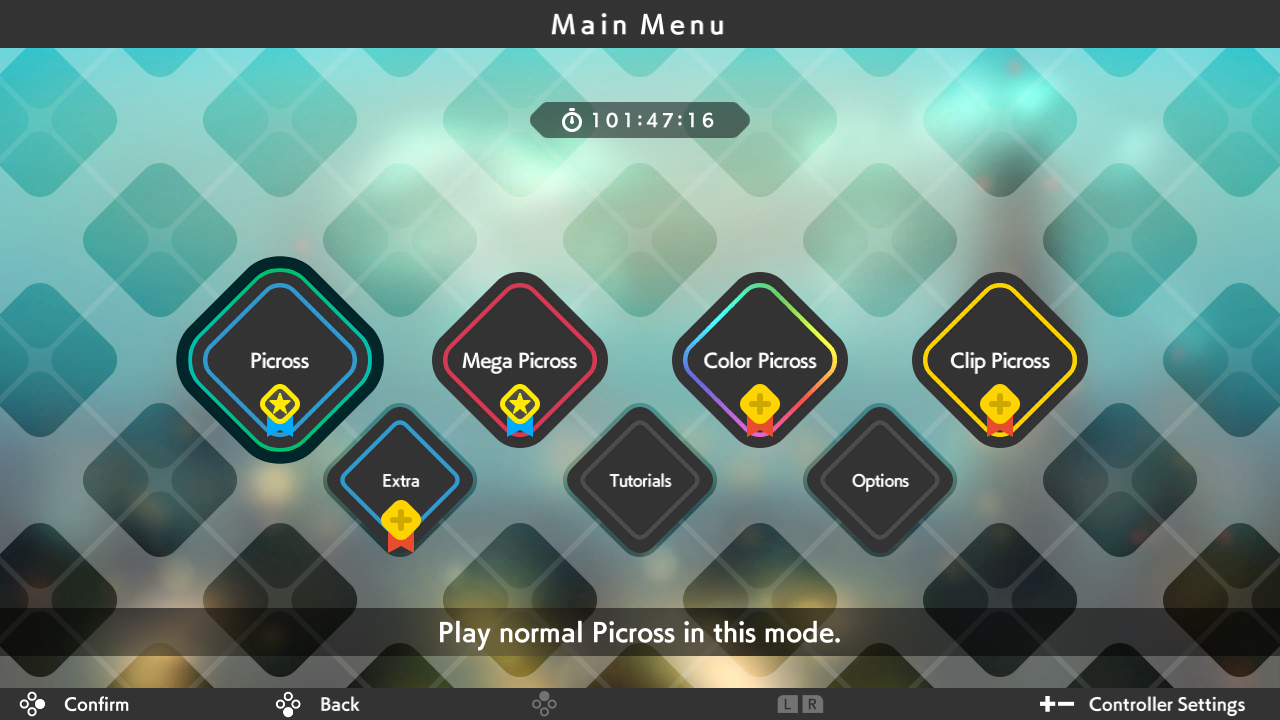 Main Menu
101:47:16
Picross
Mega Picross
Color Picross
Clip Picross
Extra
Tutorials
Options
Play normal Picross in this mode.
Confirm
Back
L R
Controller Settings